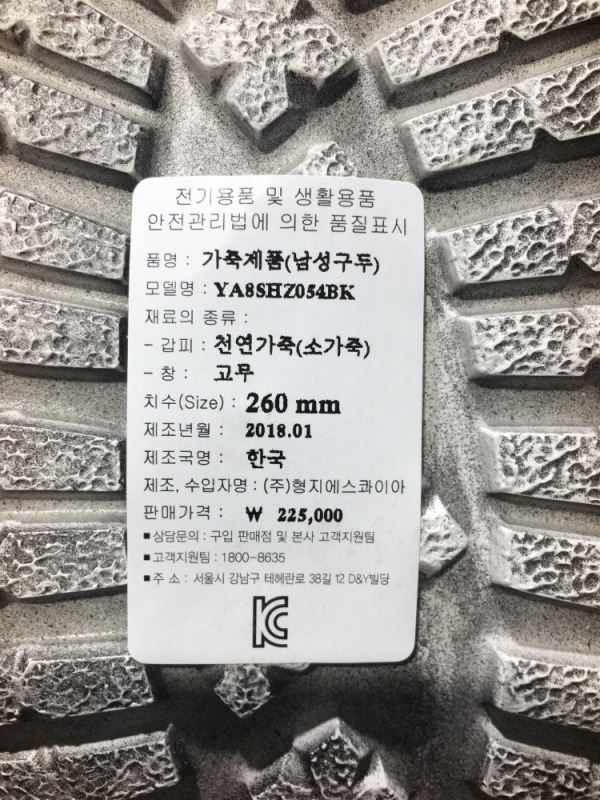 전기용품 및 생활용품
안전관리법에 의한 품질표시
품명 : 가죽제품(남성구두)
모델명 : YA8SHZ054BK
재료의 종류 :
- 갑피 : 천연가죽(소가죽)
- 창 : 고무
치수(Size) : 260 mm
제조년월 : 2018.01
제조국명 : 한국
제조, 수입자명 : (주)형지에스콰이아
판매가격 : ₩ 225,000
■상담문의 : 구입 판매점 및 본사 고객지원팀
■고객지원팀 : 1800-8635
■주 소 : 서울시 강남구 테헤란로 38길 12 D&Y빌딩
KC